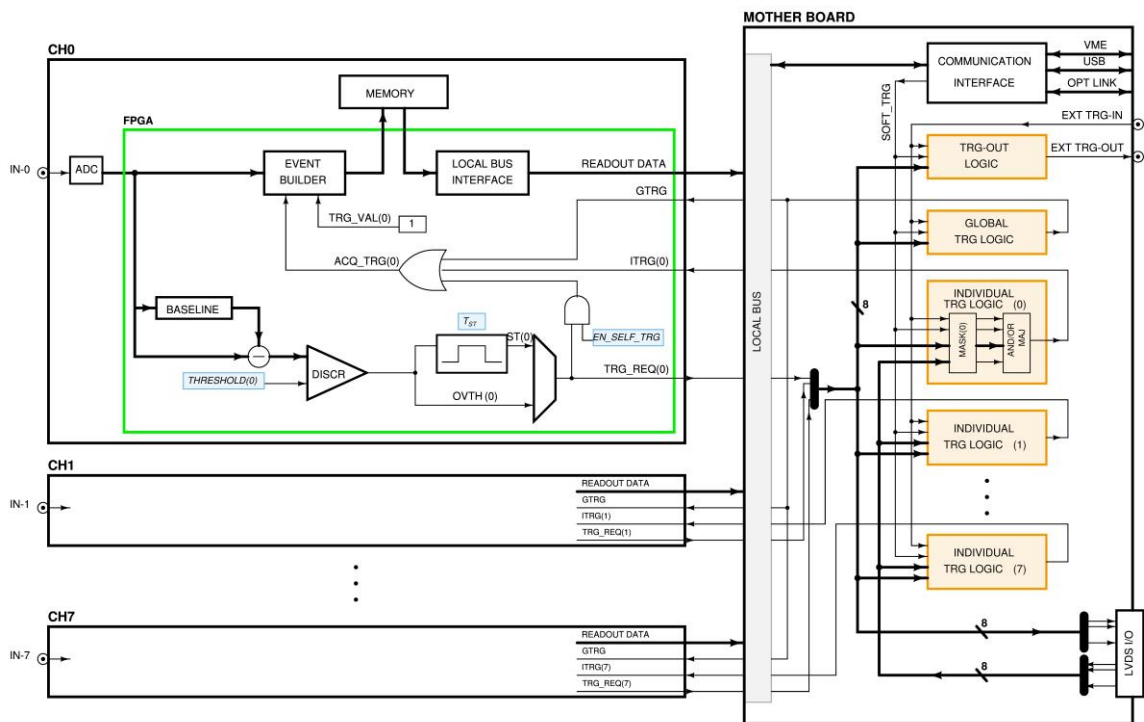 MOTHER BOARD
CH0
FPGA
IN-0
ADC
MEMORY
EVENT
BUILDER
LOCAL BUS
INTERFACE
READOUT DATA
GTRG
TRG_VAL(0)
1
ACQ_TRG(0)
ITRG(0)
BASELINE
T_ST
ST(0)
EN_SELF_TRG
THRESHOLD(0)
DISCR
OVTH (0)
TRG_REQ(0)
CH1
IN-1
READOUT DATA
GTRG
ITRG(1)
TRG_REQ(1)
CH7
IN-7
READOUT DATA
GTRG
ITRG(7)
TRG_REQ(7)
LOCAL BUS
COMMUNICATION
INTERFACE
VME
USB
OPT LINK
SOFT_TRG
EXT TRG-IN
TRG-OUT
LOGIC
EXT TRG-OUT
GLOBAL
TRG LOGIC
8
INDIVIDUAL
TRG LOGIC (0)
MASK(0)
AND/OR
MAJ
INDIVIDUAL
TRG LOGIC (1)
INDIVIDUAL
TRG LOGIC (7)
8
8
LVDS I/O